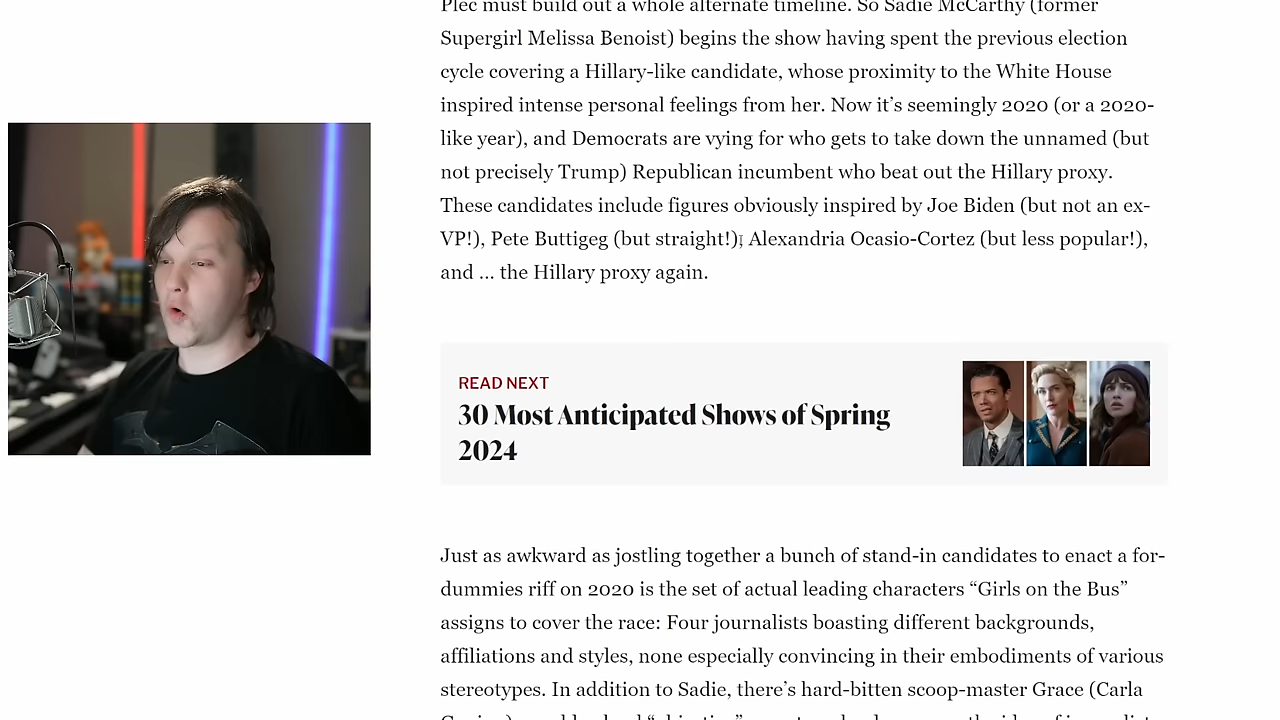 Plec must build out a whole alternate timeline. So Sadie McCarthy (former
Supergirl Melissa Benoist) begins the show having spent the previous election
cycle covering a Hillary-like candidate, whose proximity to the White House
inspired intense personal feelings from her. Now it’s seemingly 2020 (or a 2020-
like year), and Democrats are vying for who gets to take down the unnamed (but
not precisely Trump) Republican incumbent who beat out the Hillary proxy.
These candidates include figures obviously inspired by Joe Biden (but not an ex-
VP!), Pete Buttigeg (but straight!), Alexandria Ocasio-Cortez (but less popular!),
and ... the Hillary proxy again.
READ NEXT
30 Most Anticipated Shows of Spring
2024
Just as awkward as jostling together a bunch of stand-in candidates to enact a for-
dummies riff on 2020 is the set of actual leading characters “Girls on the Bus”
assigns to cover the race: Four journalists boasting different backgrounds,
affiliations and styles, none especially convincing in their embodiments of various
stereotypes. In addition to Sadie, there’s hard-bitten scoop-master Grace (Carla